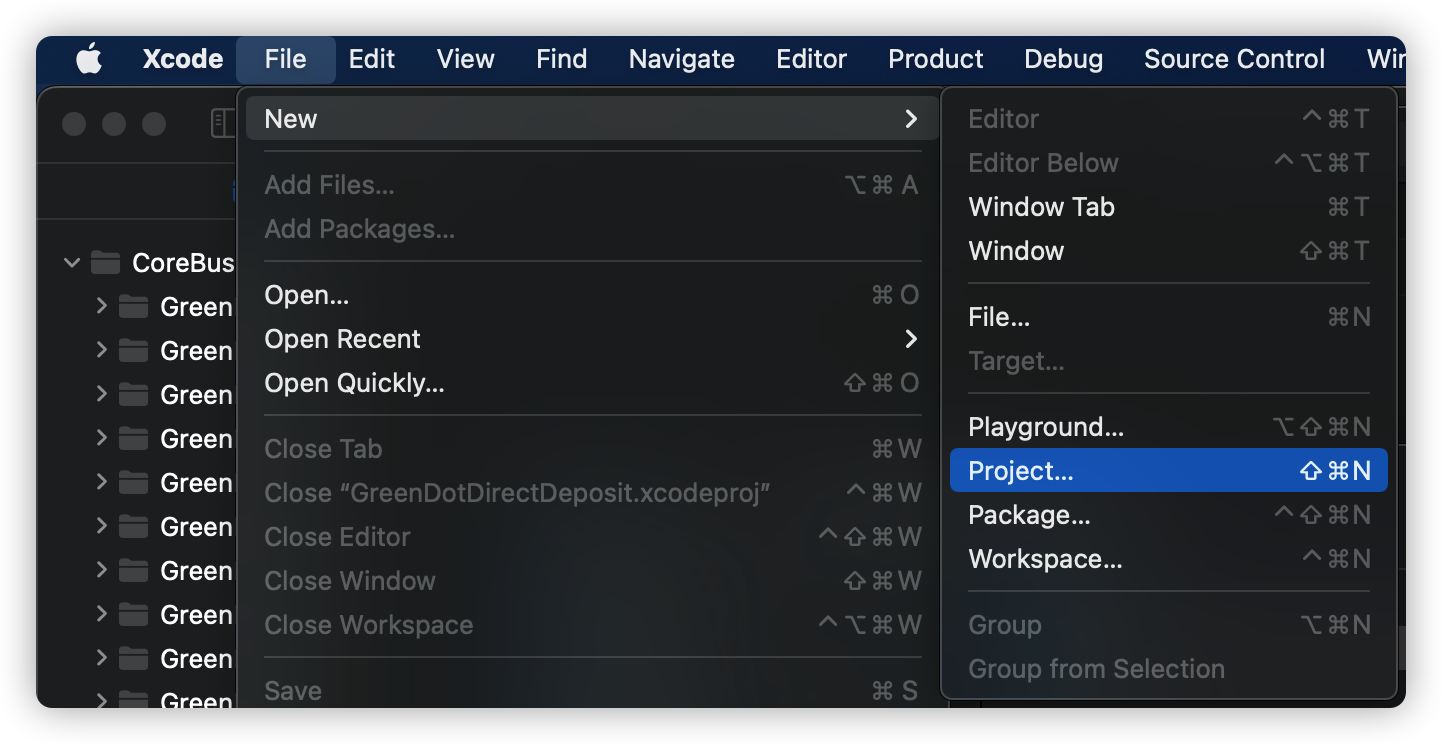 Xcode File Edit View Find Navigate Editor Product Debug Source Control
New
Add Files... ⌥⌘A
Add Packages...
Open... ⌘O
Open Recent
Open Quickly... ⇧⌘O
Close Tab ⌘W
Close “GreenDotDirectDeposit.xcodeproj” ^⌘W
Close Editor ^⇧⌘W
Close Window ⇧⌘W
Close Workspace ^⌥⌘W
Save ⌘S
Editor ^⌘T
Editor Below ^⌥⌘T
Window Tab ⌘T
Window ⇧⌘T
File... ⌘N
Target...
Playground... ⌥⇧⌘N
Project... ⇧⌘N
Package... ^⇧⌘N
Workspace... ^⌘N
Group ⌥⌘N
Group from Selection
CoreBus
Green
Green
Green
Green
Green
Green
Green
Green
Green
Green